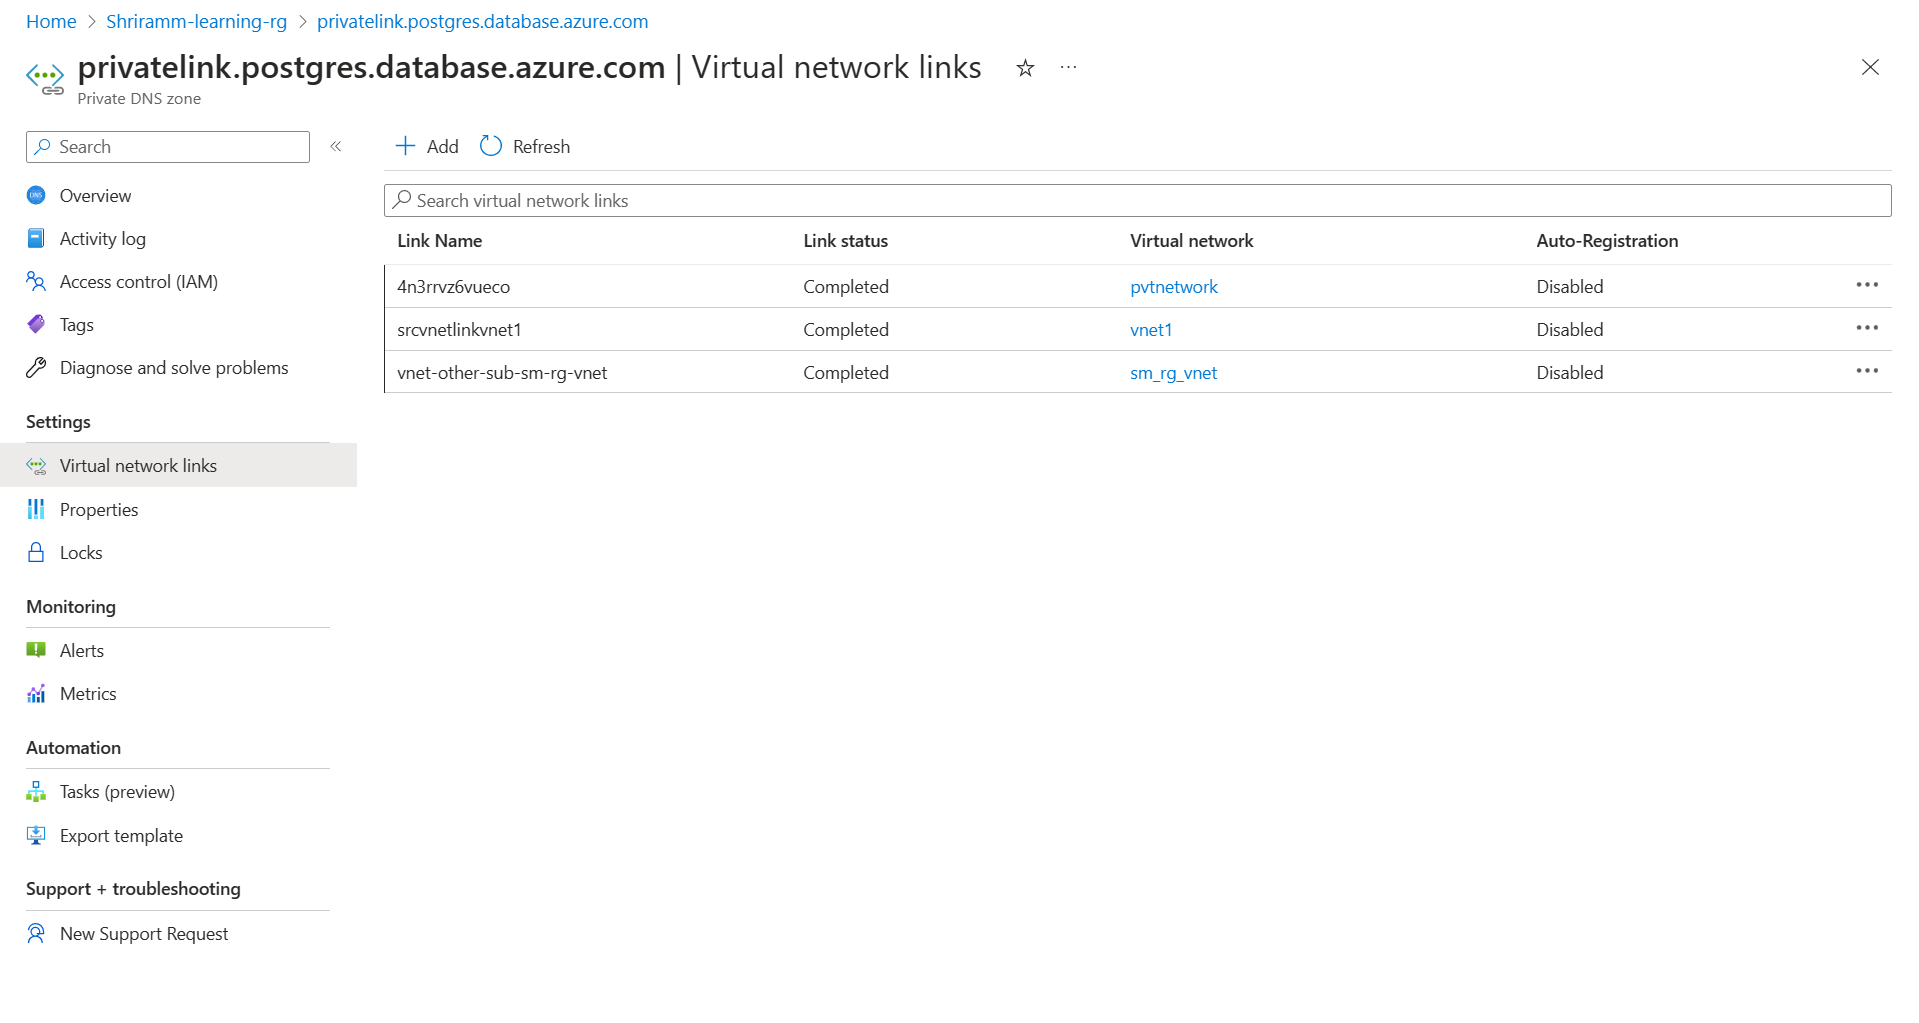 Home > Shriramm-learning-rg > privatelink.postgres.database.azure.com
privatelink.postgres.database.azure.com | Virtual network links
Private DNS zone
Search
Overview
Activity log
Access control (IAM)
Tags
Diagnose and solve problems
Settings
Virtual network links
Properties
Locks
Monitoring
Alerts
Metrics
Automation
Tasks (preview)
Export template
Support + troubleshooting
New Support Request
Add Refresh
Search virtual network links
Link Name Link status Virtual network Auto-Registration
4n3rrvz6vueco Completed pvtnetwork Disabled
srcvnetlinkvnet1 Completed vnet1 Disabled
vnet-other-sub-sm-rg-vnet Completed sm_rg_vnet Disabled